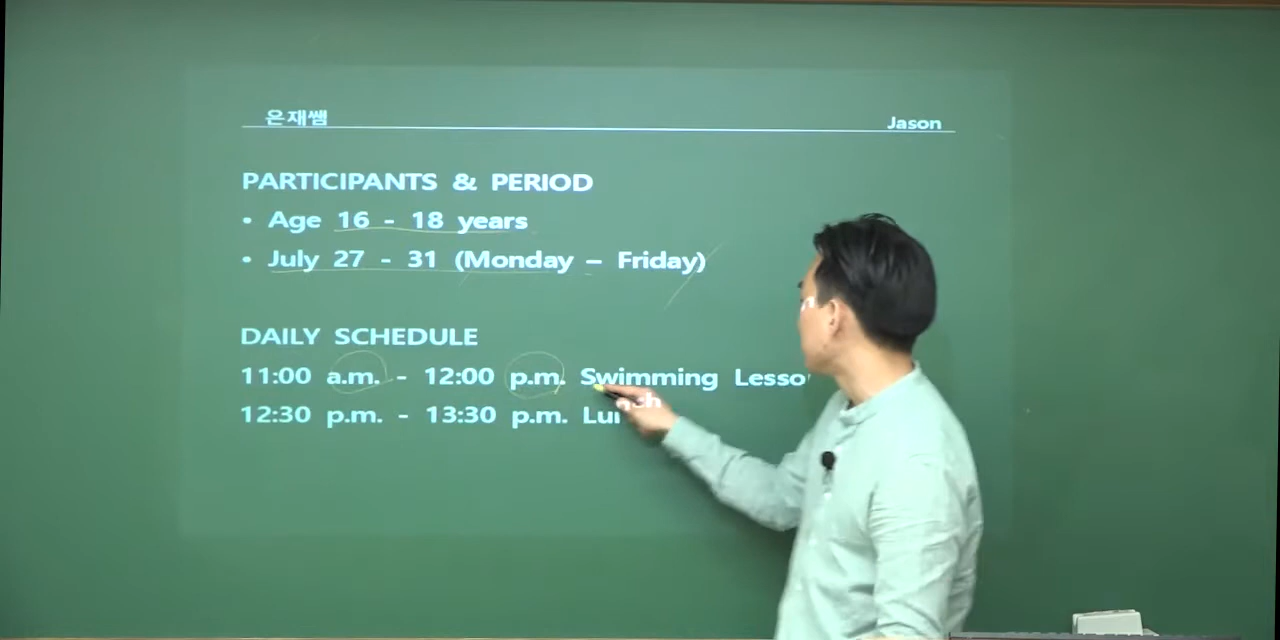 은재쌤
Jason
PARTICIPANTS & PERIOD
• Age 16 - 18 years
• July 27 - 31 (Monday – Friday)
DAILY SCHEDULE
11:00 a.m. - 12:00 p.m. Swimming
12:30 p.m. - 13:30 p.m.